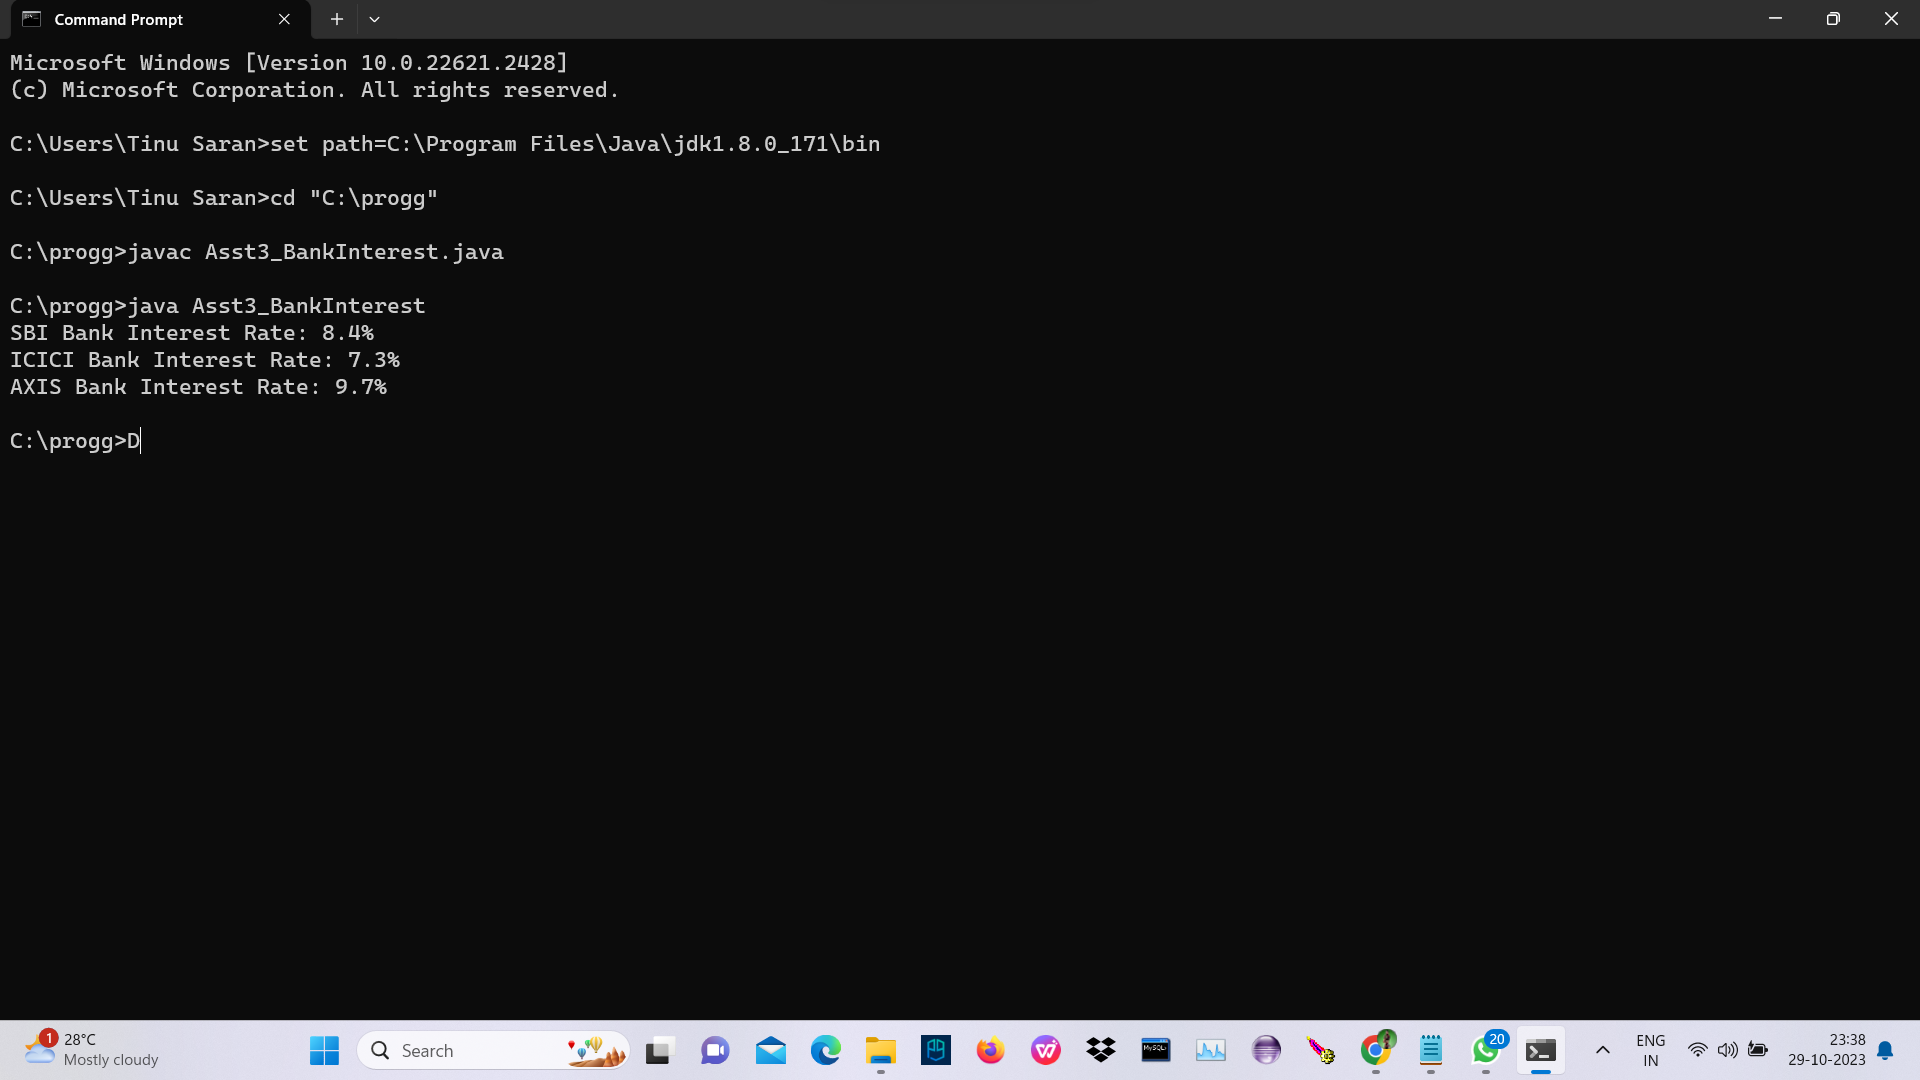 Command Prompt
Microsoft Windows [Version 10.0.22621.2428]
(c) Microsoft Corporation. All rights reserved.
C:\Users\Tinu Saran>set path=C:\Program Files\Java\jdk1.8.0_171\bin
C:\Users\Tinu Saran>cd "C:\progg"
C:\progg>javac Asst3_BankInterest.java
C:\progg>java Asst3_BankInterest
SBI Bank Interest Rate: 8.4%
ICICI Bank Interest Rate: 7.3%
AXIS Bank Interest Rate: 9.7%
C:\progg>D
1
28°C
Mostly cloudy
Search
MySQL
20
ENG
IN
23:38
29-10-2023